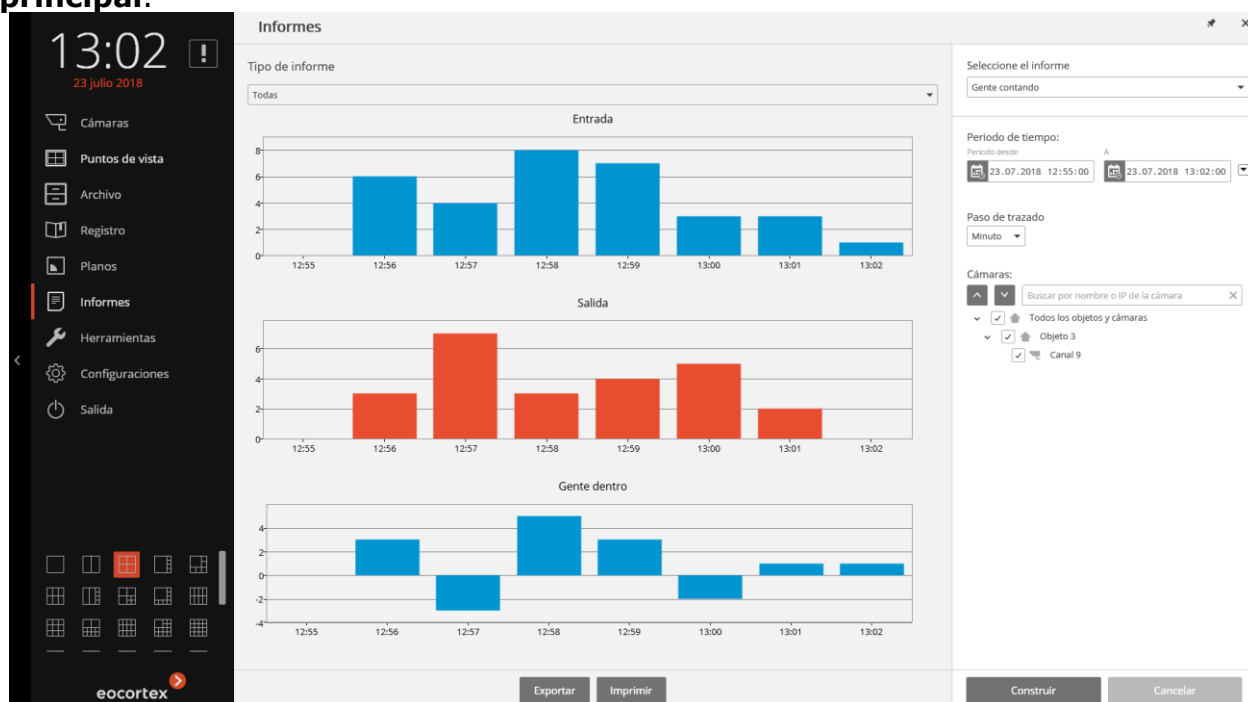 principal.
13:02
!
23 julio 2018
Cámaras
Puntos de vista
Archivo
Registro
Planos
Informes
Herramientas
Configuraciones
Salida
eocortex
Informes
Tipo de informe
Todas
Entrada
8
6
4
2
0
12:55 12:56 12:57 12:58 12:59 13:00 13:01 13:02
Salida
6
4
2
0
12:55 12:56 12:57 12:58 12:59 13:00 13:01 13:02
Gente dentro
4
2
0
-2
-4
12:55 12:56 12:57 12:58 12:59 13:00 13:01 13:02
Exportar Imprimir
Seleccione el informe
Gente contando
Periodo de tiempo:
Periodo desde A
23.07.2018 12:55:00 23.07.2018 13:02:00
Paso de trazado
Minuto
Cámaras:
Buscar por nombre o IP de la cámara
Todos los objetos y cámaras
Objeto 3
Canal 9
Construir Cancelar